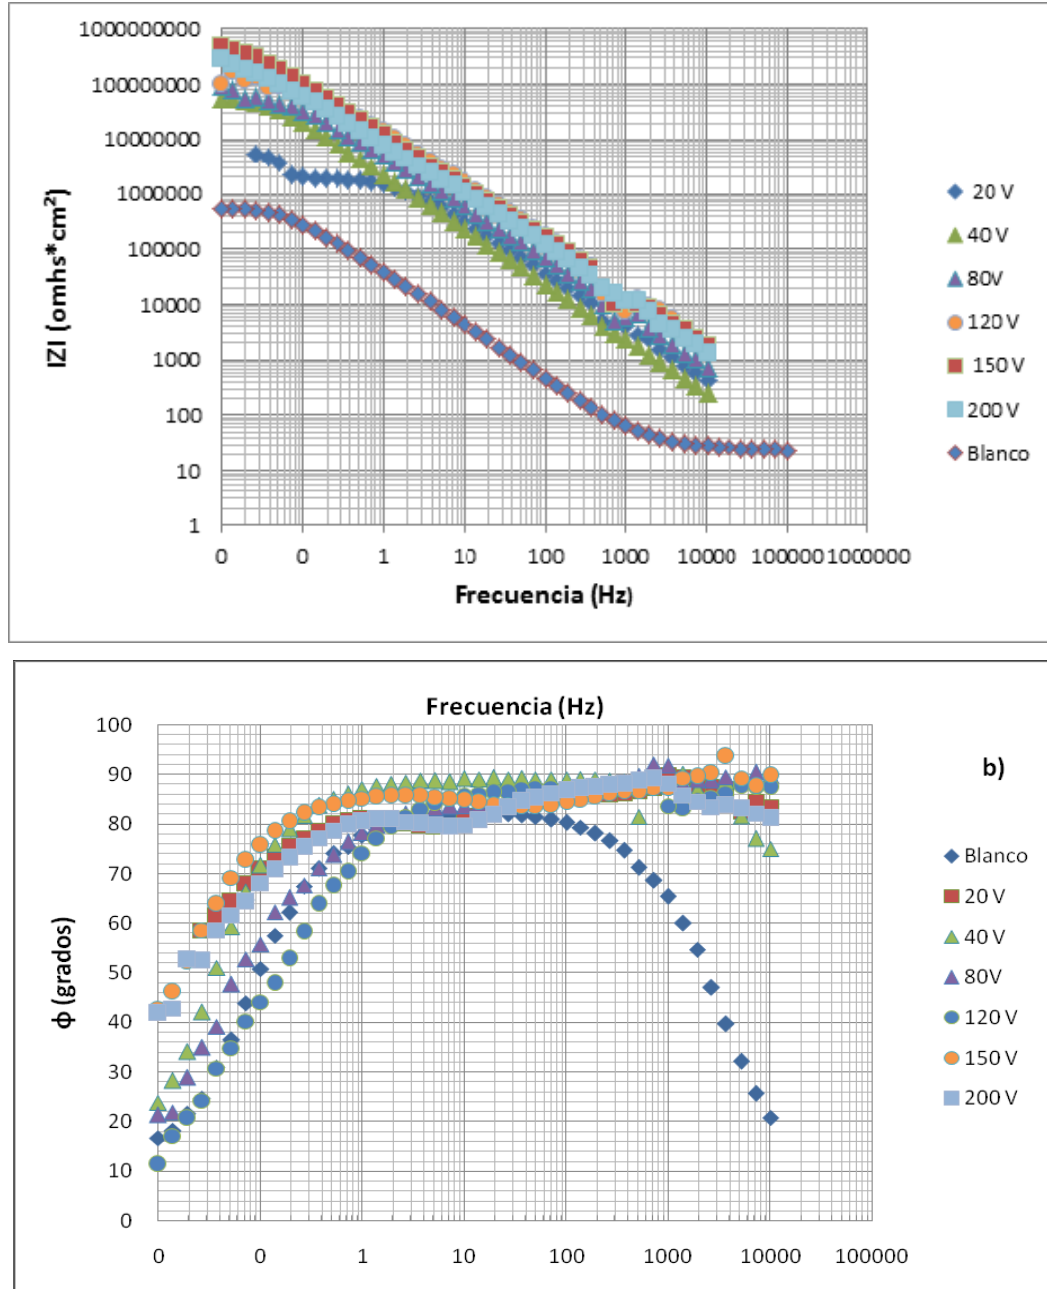 1000000000
100000000
10000000
1000000
100000
10000
1000
100
10
1
IZI (omhs*cm²)
0 0 1 10 100 1000 10000 1000001000000
Frecuencia (Hz)
20 V
40 V
80V
120 V
150 V
200 V
Blanco
Frecuencia (Hz)
b)
100
90
80
70
60
50
40
30
20
10
0
ϕ (grados)
0 0 1 10 100 1000 10000 100000
Blanco
20 V
40 V
80V
120 V
150 V
200 V